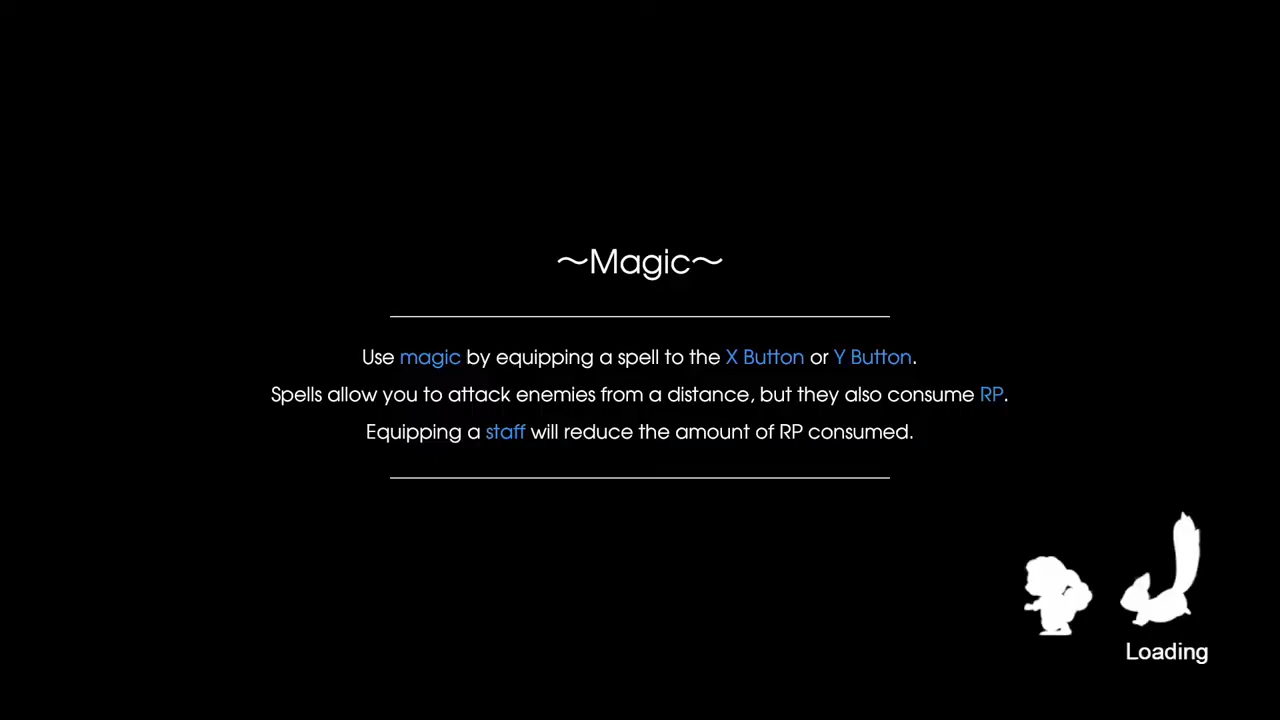 ～Magic～
Use magic by equipping a spell to the X Button or Y Button.
Spells allow you to attack enemies from a distance, but they also consume RP.
Equipping a staff will reduce the amount of RP consumed.
Loading